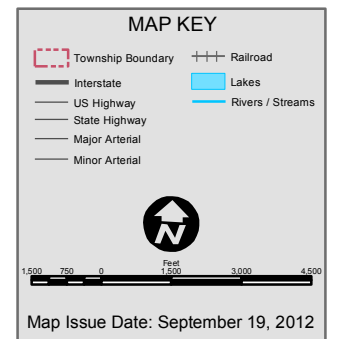 MAP KEY
Township Boundary
Railroad
Interstate
Lakes
US Highway
Rivers / Streams
State Highway
Major Arterial
Minor Arterial
N
Feet
1,500 750 0 1,500 3,000 4,500
Map Issue Date: September 19, 2012